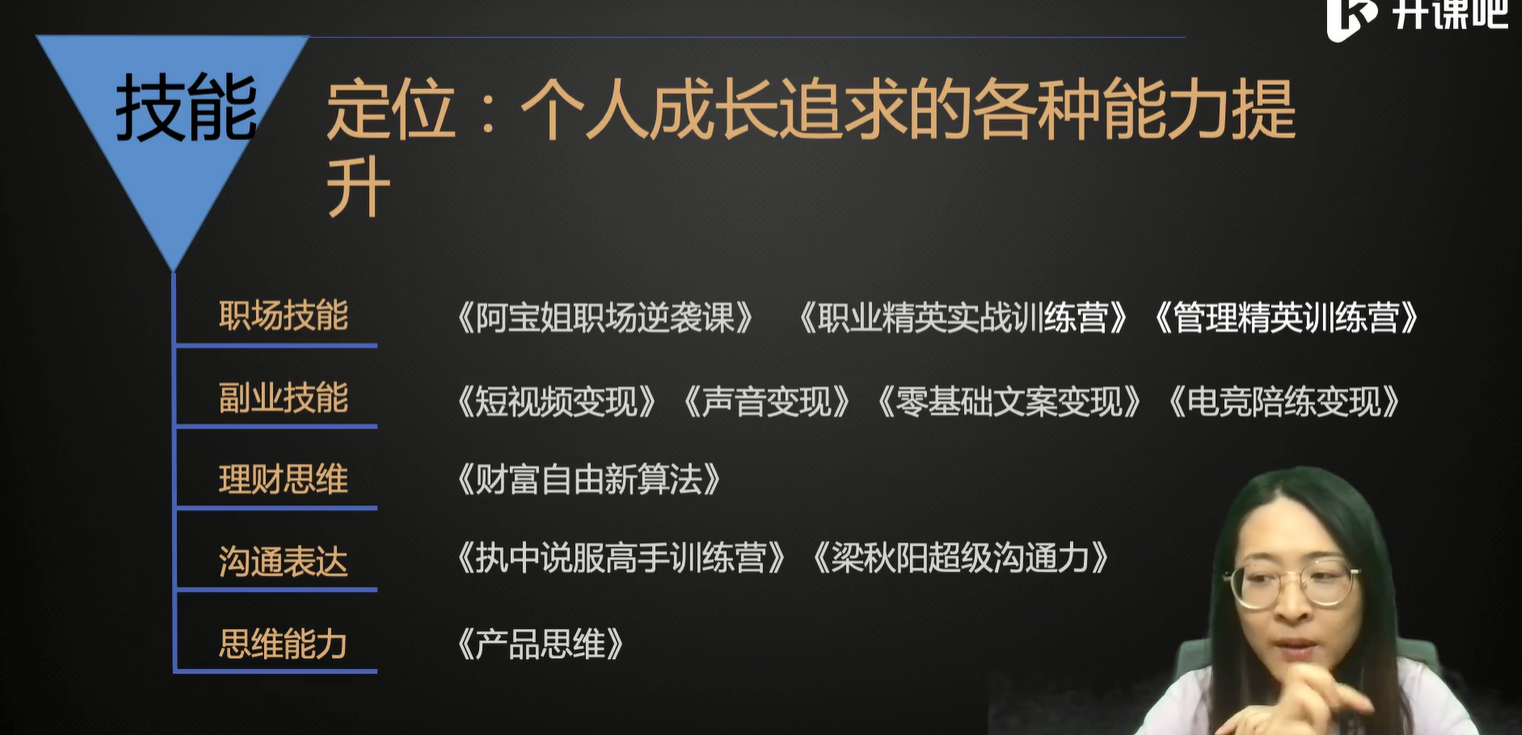 开课吧
技能
定位：个人成长追求的各种能力提
升
职场技能 《阿宝姐职场逆袭课》 《职业精英实战训练营》《管理精英训练营》
副业技能 《短视频变现》《声音变现》《零基础文案变现》《电竞陪练变现》
理财思维 《财富自由新算法》
沟通表达 《执中说服高手训练营》《梁秋阳超级沟通力》
思维能力 《产品思维》